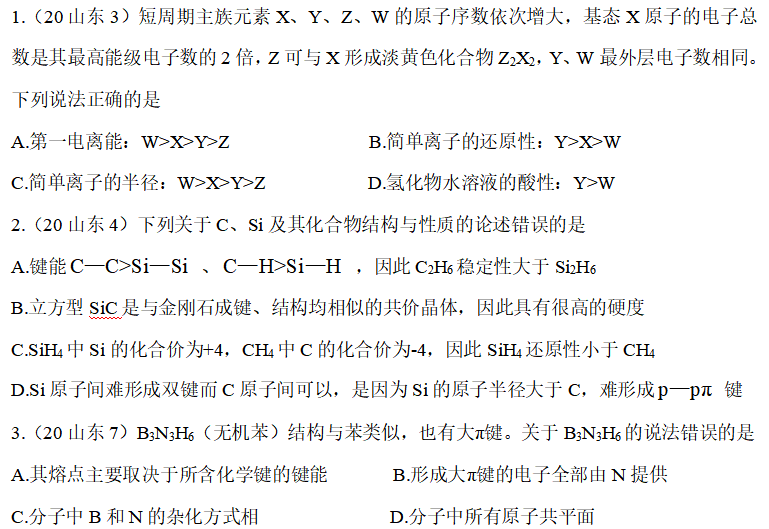 1.（20 山东 3）短周期主族元素 X、Y、Z、W 的原子序数依次增大，基态 X 原子的电子总
数是其最高能级电子数的 2 倍，Z 可与 X 形成淡黄色化合物 Z₂X₂，Y、W 最外层电子数相同。
下列说法正确的是
A.第一电离能：W>X>Y>Z B.简单离子的还原性：Y>X>W
C.简单离子的半径：W>X>Y>Z D.氢化物水溶液的酸性：Y>W
2.（20 山东 4）下列关于 C、Si 及其化合物结构与性质的论述错误的是
A.键能 C—C>Si—Si 、C—H>Si—H ，因此 C₂H₆ 稳定性大于 Si₂H₆
B.立方型 SiC 是与金刚石成键、结构均相似的共价晶体，因此具有很高的硬度
C.SiH₄ 中 Si 的化合价为+4，CH₄ 中 C 的化合价为-4，因此 SiH₄ 还原性小于 CH₄
D.Si 原子间难形成双键而 C 原子间可以，是因为 Si 的原子半径大于 C，难形成 p—pπ 键
3.（20 山东 7）B₃N₃H₆（无机苯）结构与苯类似，也有大π键。关于 B₃N₃H₆ 的说法错误的是
A.其熔点主要取决于所含化学键的键能 B.形成大π键的电子全部由 N 提供
C.分子中 B 和 N 的杂化方式相 D.分子中所有原子共平面